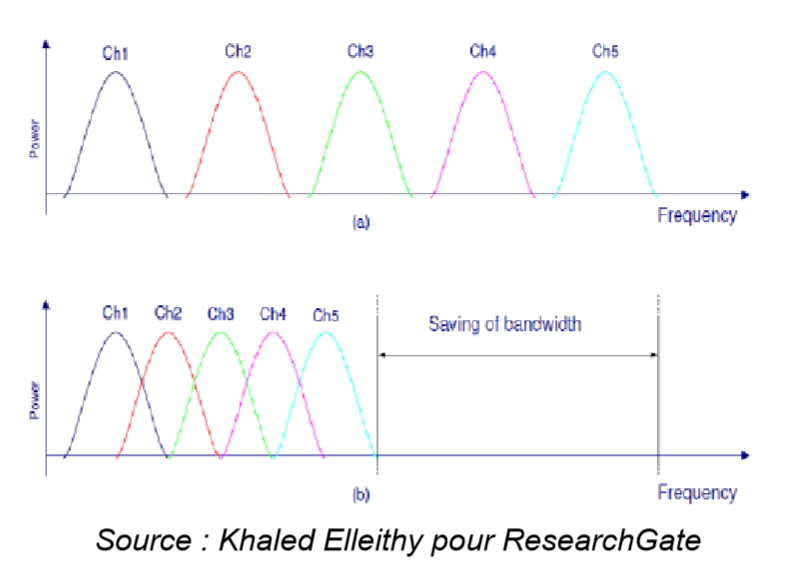 Ch1 Ch2 Ch3 Ch4 Ch5
Power
Frequency
(a)
Ch1 Ch2 Ch3 Ch4 Ch5
Saving of bandwidth
Power
Frequency
(b)
Source : Khaled Elleithy pour ResearchGate